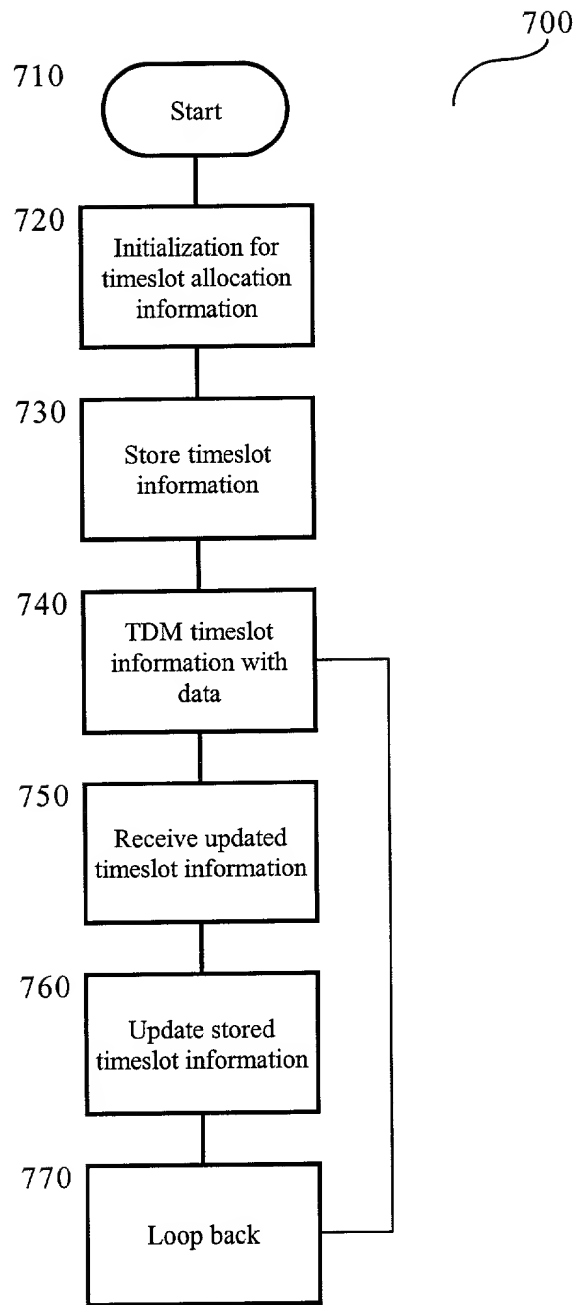 700
710
Start
720
Initialization for
timeslot allocation
information
730
Store timeslot
information
740
TDM timeslot
information with
data
750
Receive updated
timeslot information
760
Update stored
timeslot information
770
Loop back